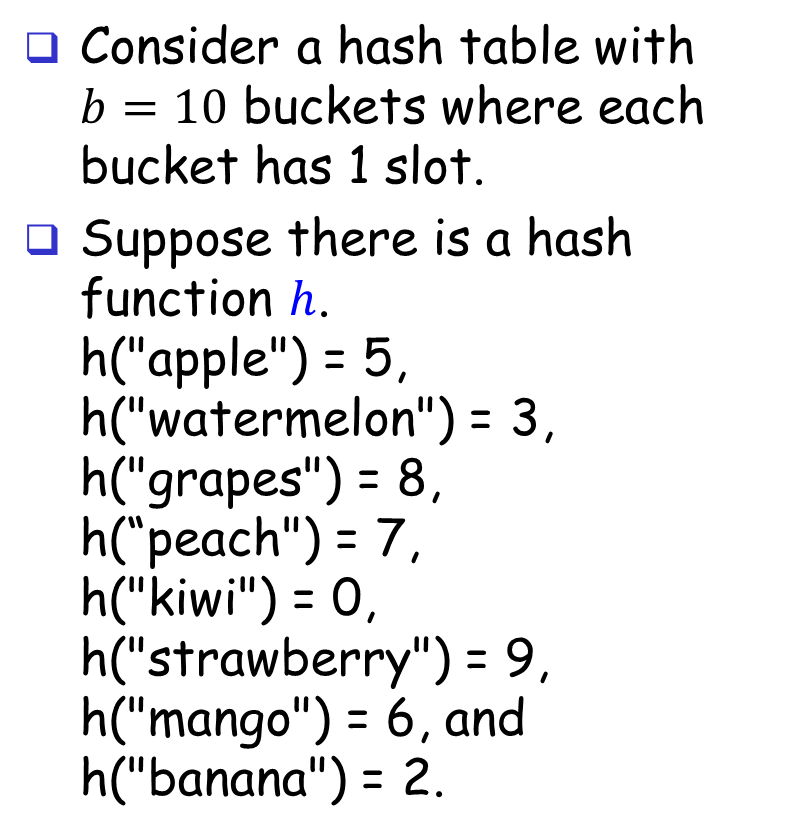 Consider a hash table with
b = 10 buckets where each
bucket has 1 slot.
Suppose there is a hash
function h.
h("apple") = 5,
h("watermelon") = 3,
h("grapes") = 8,
h(“peach") = 7,
h("kiwi") = 0,
h("strawberry") = 9,
h("mango") = 6, and
h("banana") = 2.